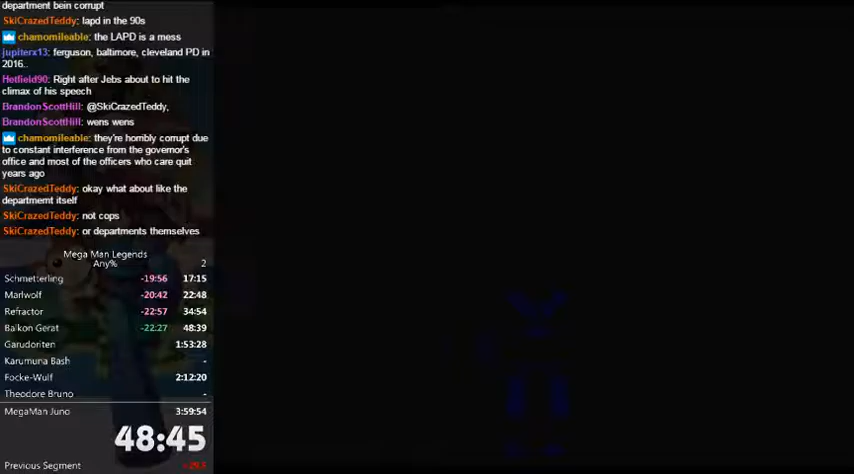 department bein corrupt
SkiCrazedTeddy: lapd in the 90s
chamomileable: the LAPD is a mess
jupiterx13: ferguson, baltimore, cleveland PD in
2016..
Hetfield90: Right after Jebs about to hit the
climax of his speech
BrandonScottHill: @SkiCrazedTeddy,
BrandonScottHill: wens wens
chamomileable: they're horribly corrupt due
to constant interference from the governor's
office and most of the officers who care quit
years ago
SkiCrazedTeddy: okay what about like the
departmemt itself
SkiCrazedTeddy: not cops
SkiCrazedTeddy: or departments themselves
Mega Man Legends
Any% 2
Schmetterling -19:56 17:15
Marlwolf -20:42 22:48
Refractor -22:57 34:54
Balkon Gerat -22:27 48:39
Garudoriten 1:53:28
Karumuna Bash -
Focke-Wulf 2:12:20
Theodore Bruno -
MegaMan Juno 3:59:54
48:45
Previous Segment